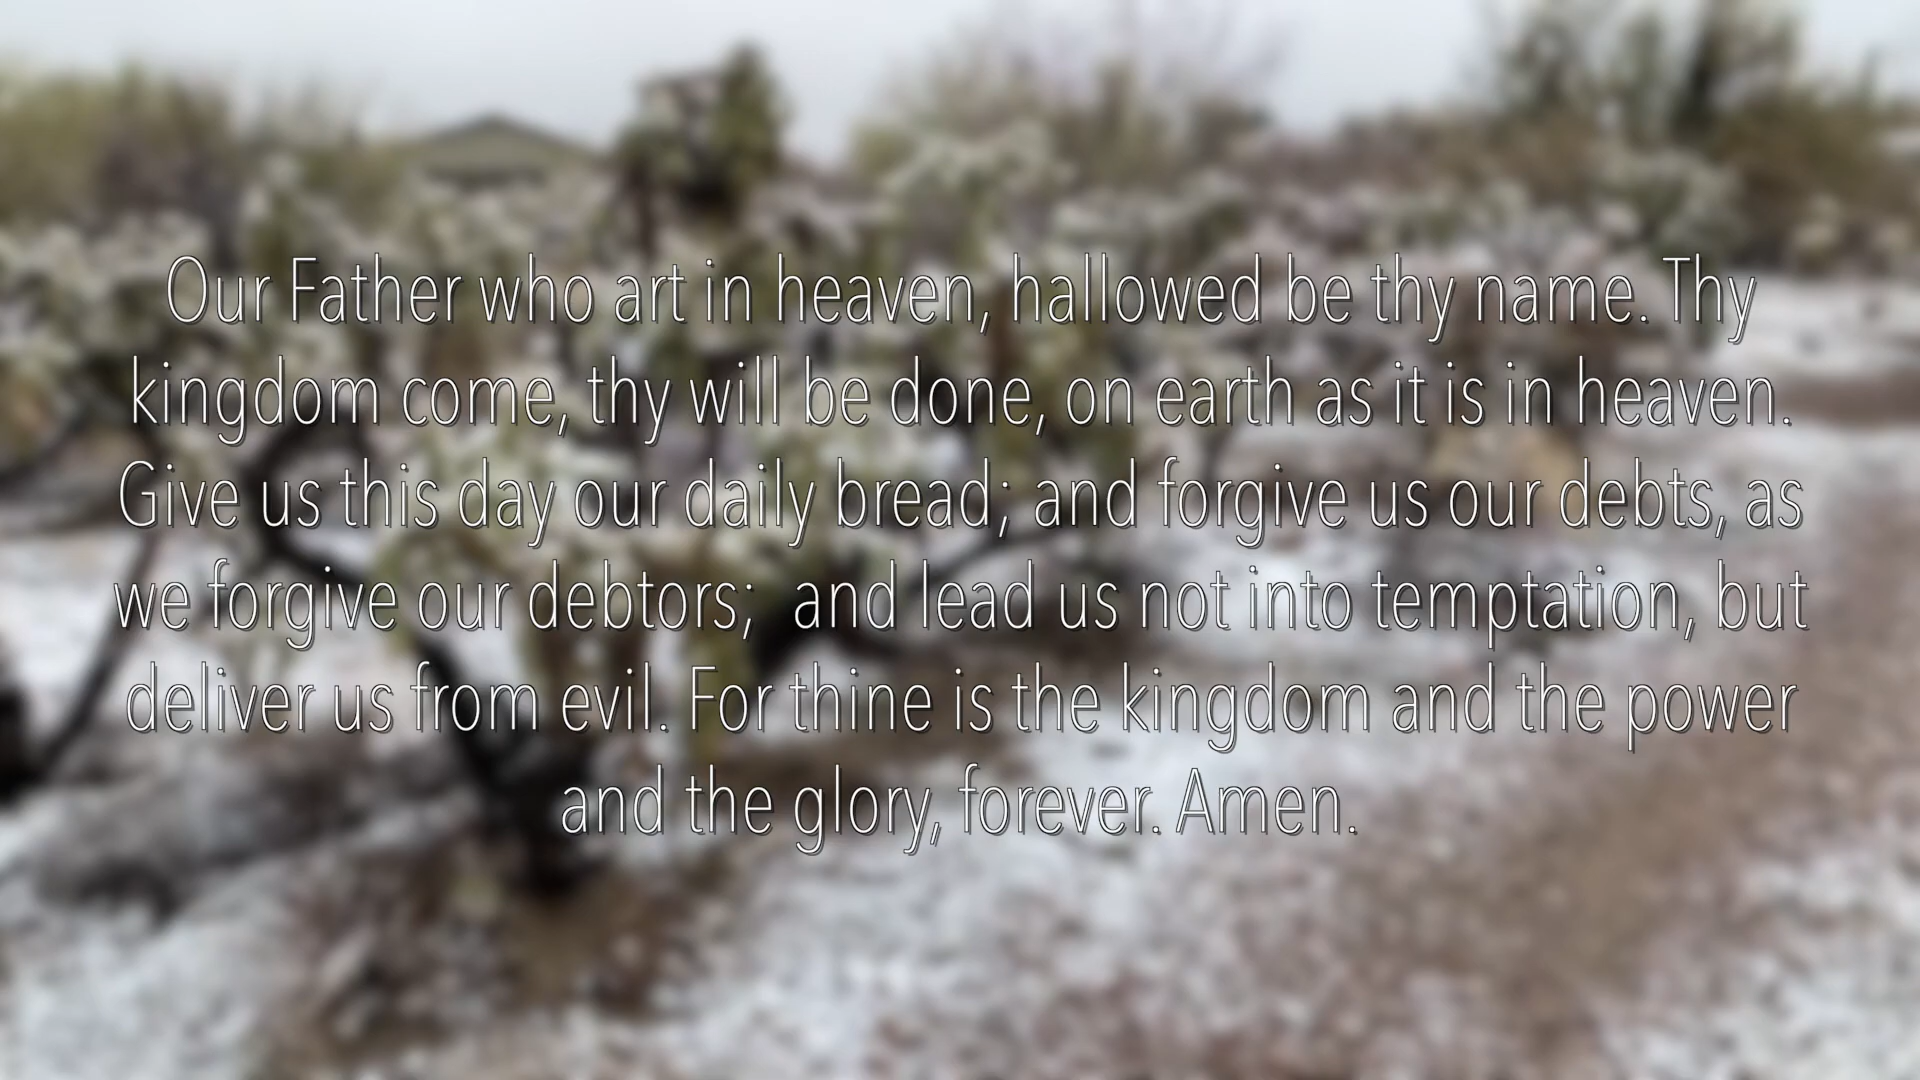 Our Father who art in heaven, hallowed be thy name. Thy
kingdom come, thy will be done, on earth as it is in heaven.
Give us this day our daily bread; and forgive us our debts, as
we forgive our debtors;  and lead us not into temptation, but
deliver us from evil. For thine is the kingdom and the power
and the glory, forever. Amen.